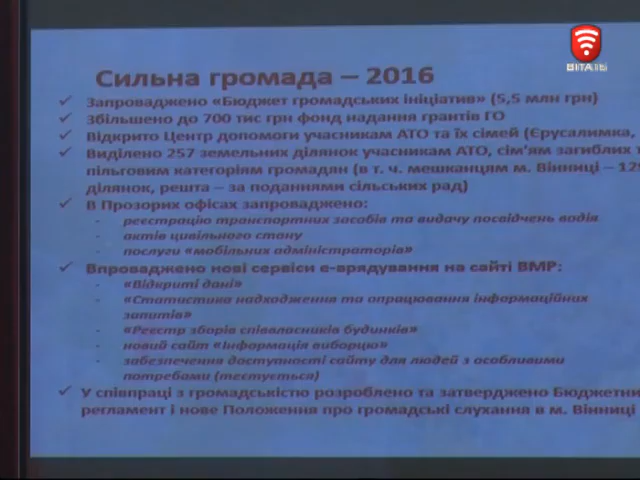 ВІТА ТБ
Сильна громада – 2016
✓ Запроваджено «Бюджет громадських ініціатив» (5,5 млн грн)
✓ Збільшено до 700 тис грн фонд надання грантів ГО
✓ Відкрито Центр допомоги учасникам АТО та їх сімей (Єрусалимка,
✓ Виділено 257 земельних ділянок учасникам АТО, сім'ям загиблих
пільговим категоріям громадян (в т. ч. мешканцям м. Вінниці – 129
ділянок, решта – за поданнями сільських рад)
✓ В Прозорих офісах запроваджено:
- реєстрацію транспортних засобів та видачу посвідчень водія
- актів цивільного стану
- послуги «мобільних адміністраторів»
✓ Впроваджено нові сервіси е-врядування на сайті ВМР:
- «Відкриті дані»
- «Статистика надходження та опрацювання інформаційних
запитів»
- «Реєстр зборів співвласників будинків»
- новий сайт «Інформація виборцю»
- забезпечення доступності сайту для людей з особливими
потребами (тестується)
✓ У співпраці з громадськістю розроблено та затверджено Бюджетни
регламент і нове Положення про громадські слухання в м. Вінниці